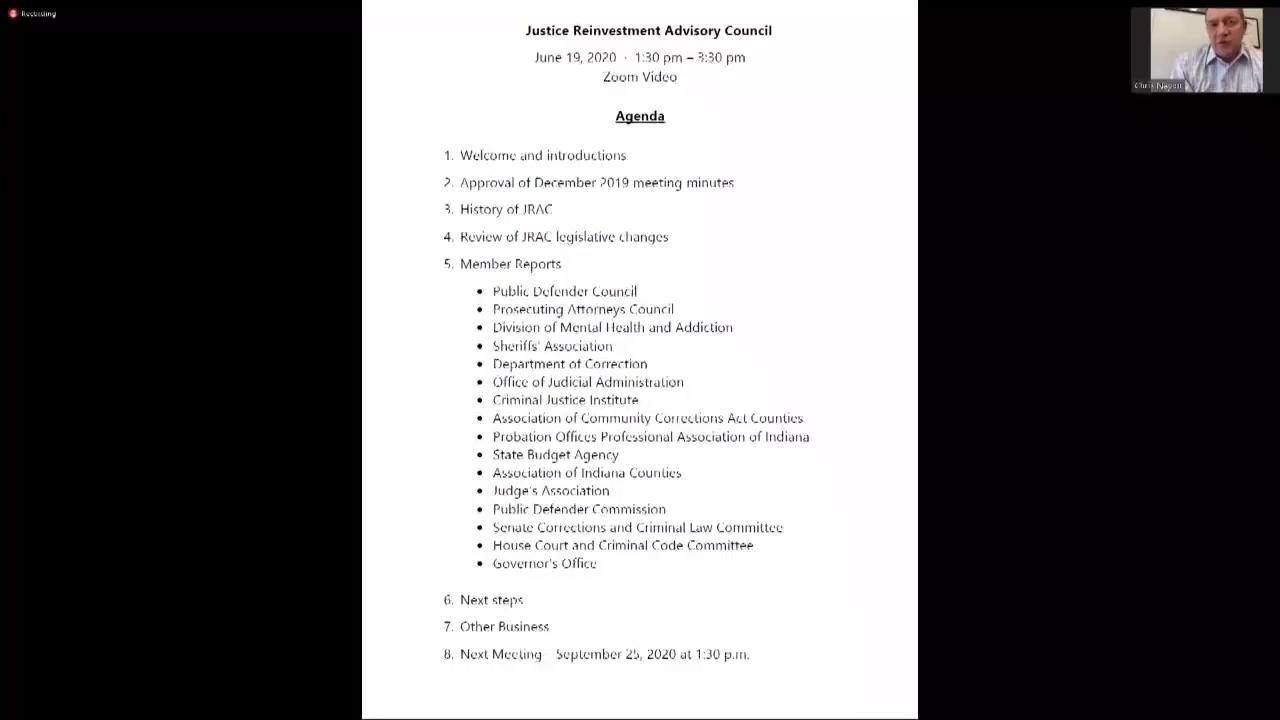 Recording
Justice Reinvestment Advisory Council
June 19, 2020 · 1:30 pm – 3:30 pm
Zoom Video
Agenda
1. Welcome and introductions
2. Approval of December 2019 meeting minutes
3. History of JRAC
4. Review of JRAC legislative changes
5. Member Reports
• Public Defender Council
• Prosecuting Attorneys Council
• Division of Mental Health and Addiction
• Sheriffs' Association
• Department of Correction
• Office of Judicial Administration
• Criminal Justice Institute
• Association of Community Corrections Act Counties
• Probation Offices Professional Association of Indiana
• State Budget Agency
• Association of Indiana Counties
• Judge's Association
• Public Defender Commission
• Senate Corrections and Criminal Law Committee
• House Court and Criminal Code Committee
• Governor's Office
6. Next steps
7. Other Business
8. Next Meeting – September 25, 2020 at 1:30 p.m.
Chris